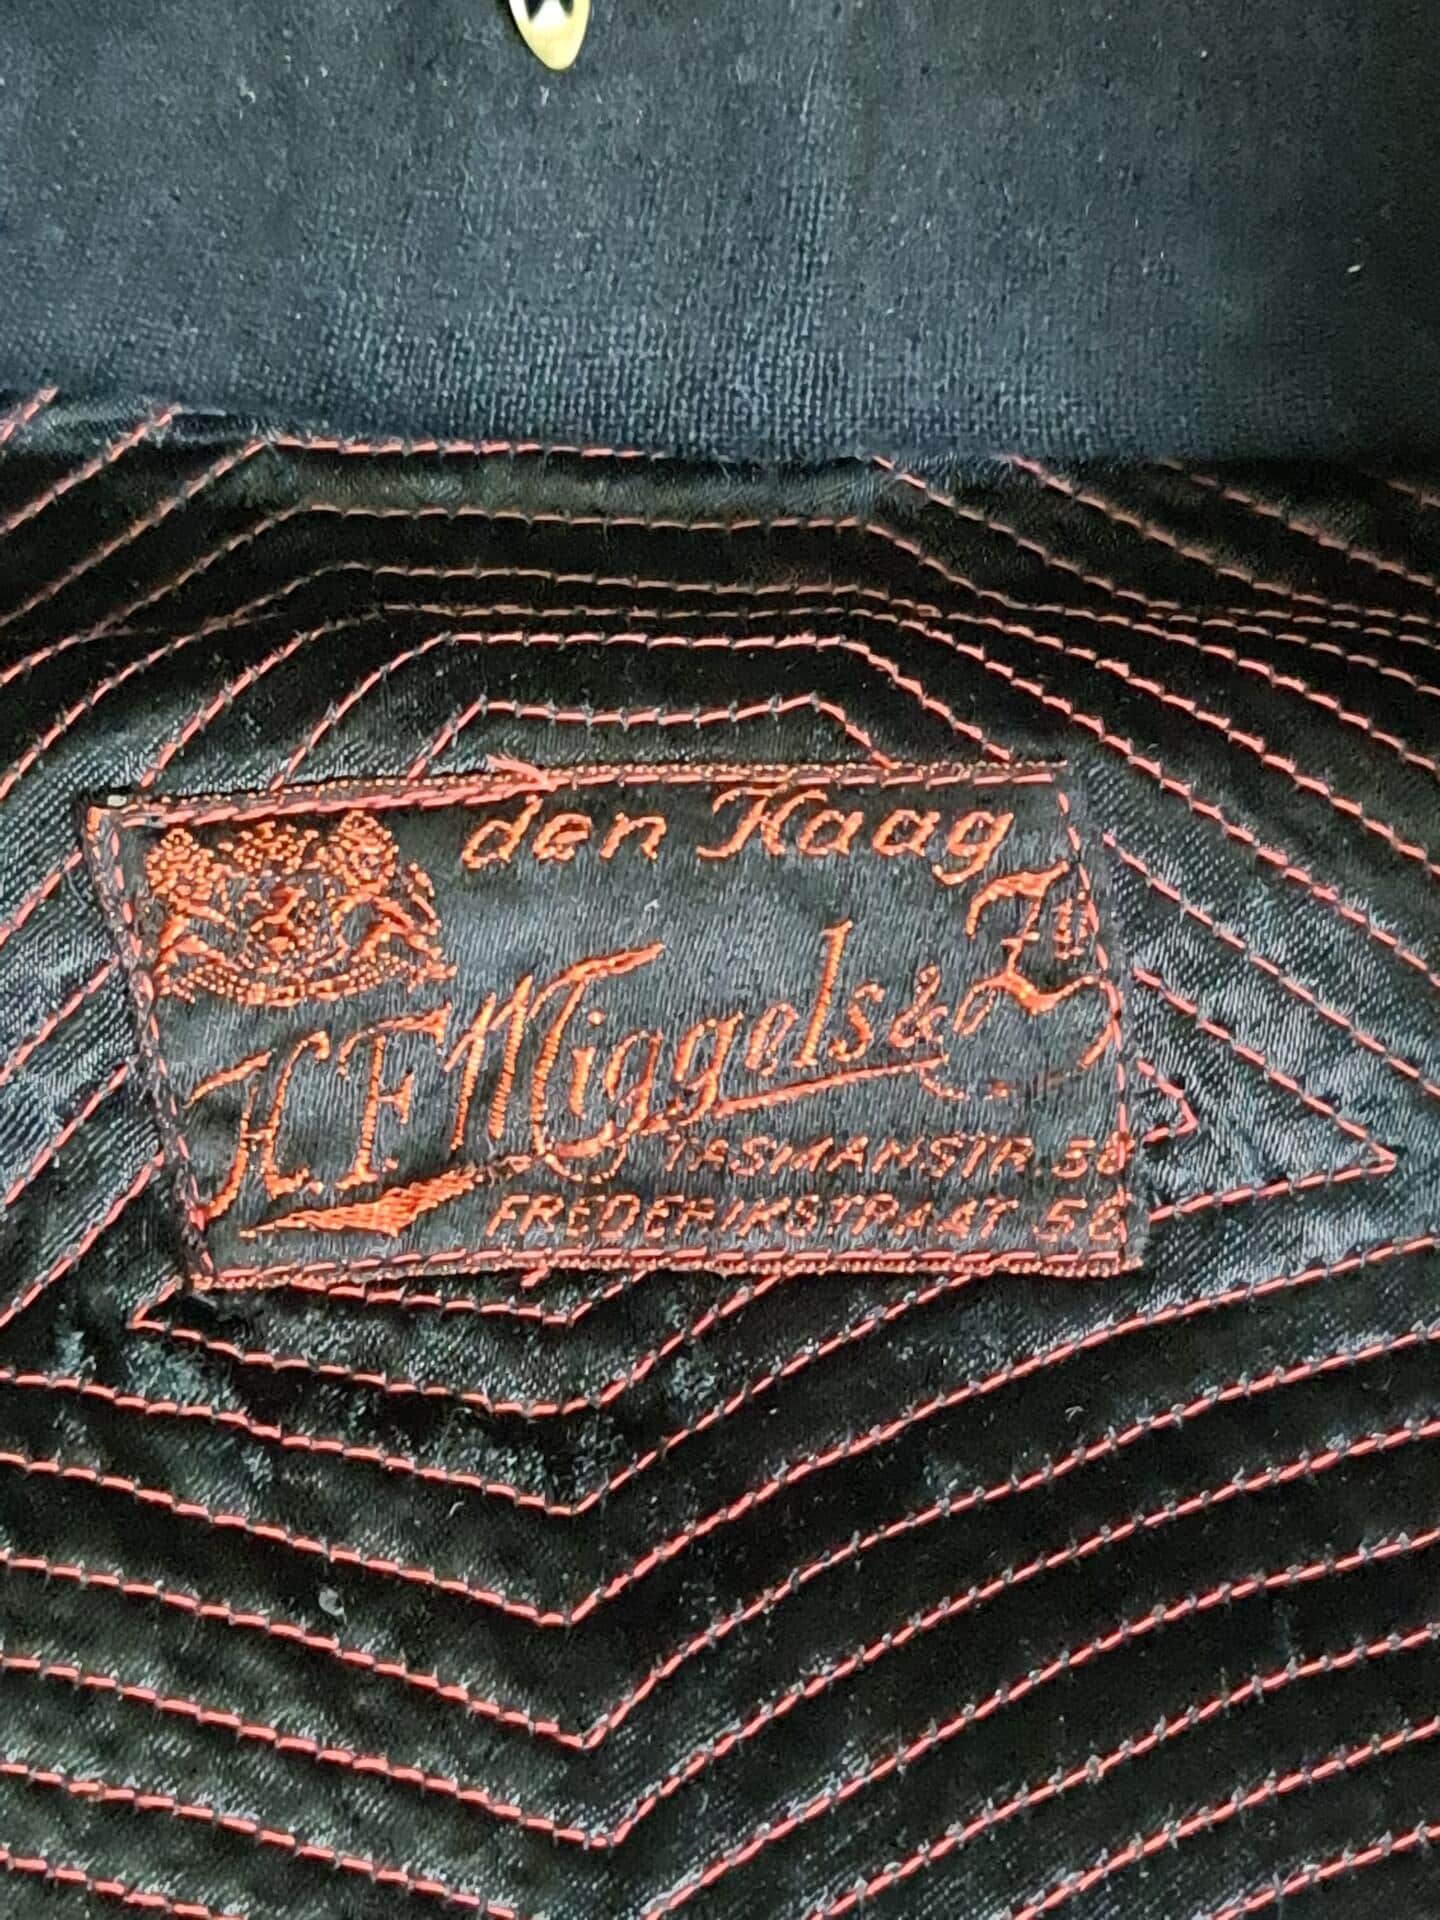 den Haag
H.F. Miggels & Zn
TASMANSTR. 58
FREDERIKSTRAAT 58